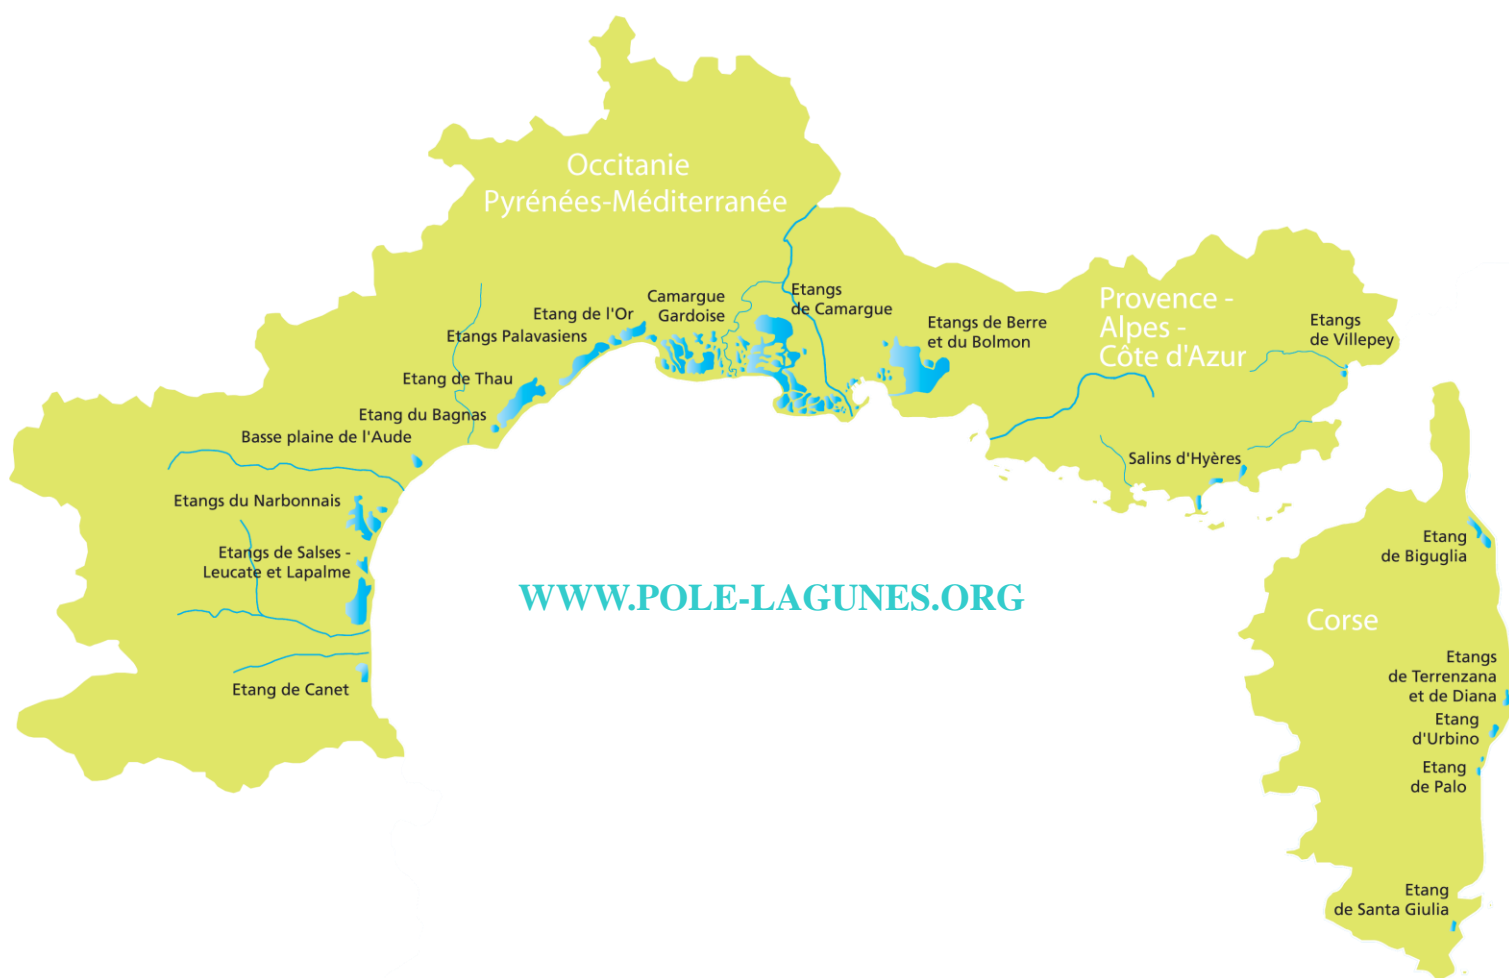 Occitanie
Pyrénées-Méditerranée
Provence -
Alpes -
Côte d'Azur
Corse
Camargue
Gardoise
Etangs
de Camargue
Etang de l'Or
Etangs Palavasiens
Etang de Thau
Etang du Bagnas
Basse plaine de l'Aude
Etangs du Narbonnais
Etangs de Salses -
Leucate et Lapalme
Etang de Canet
Etangs de Berre
et du Bolmon
Etangs
de Villepey
Salins d'Hyères
Etang
de Biguglia
Etangs
de Terrenzana
et de Diana
Etang
d'Urbino
Etang
de Palo
Etang
de Santa Giulia
WWW.POLE-LAGUNES.ORG